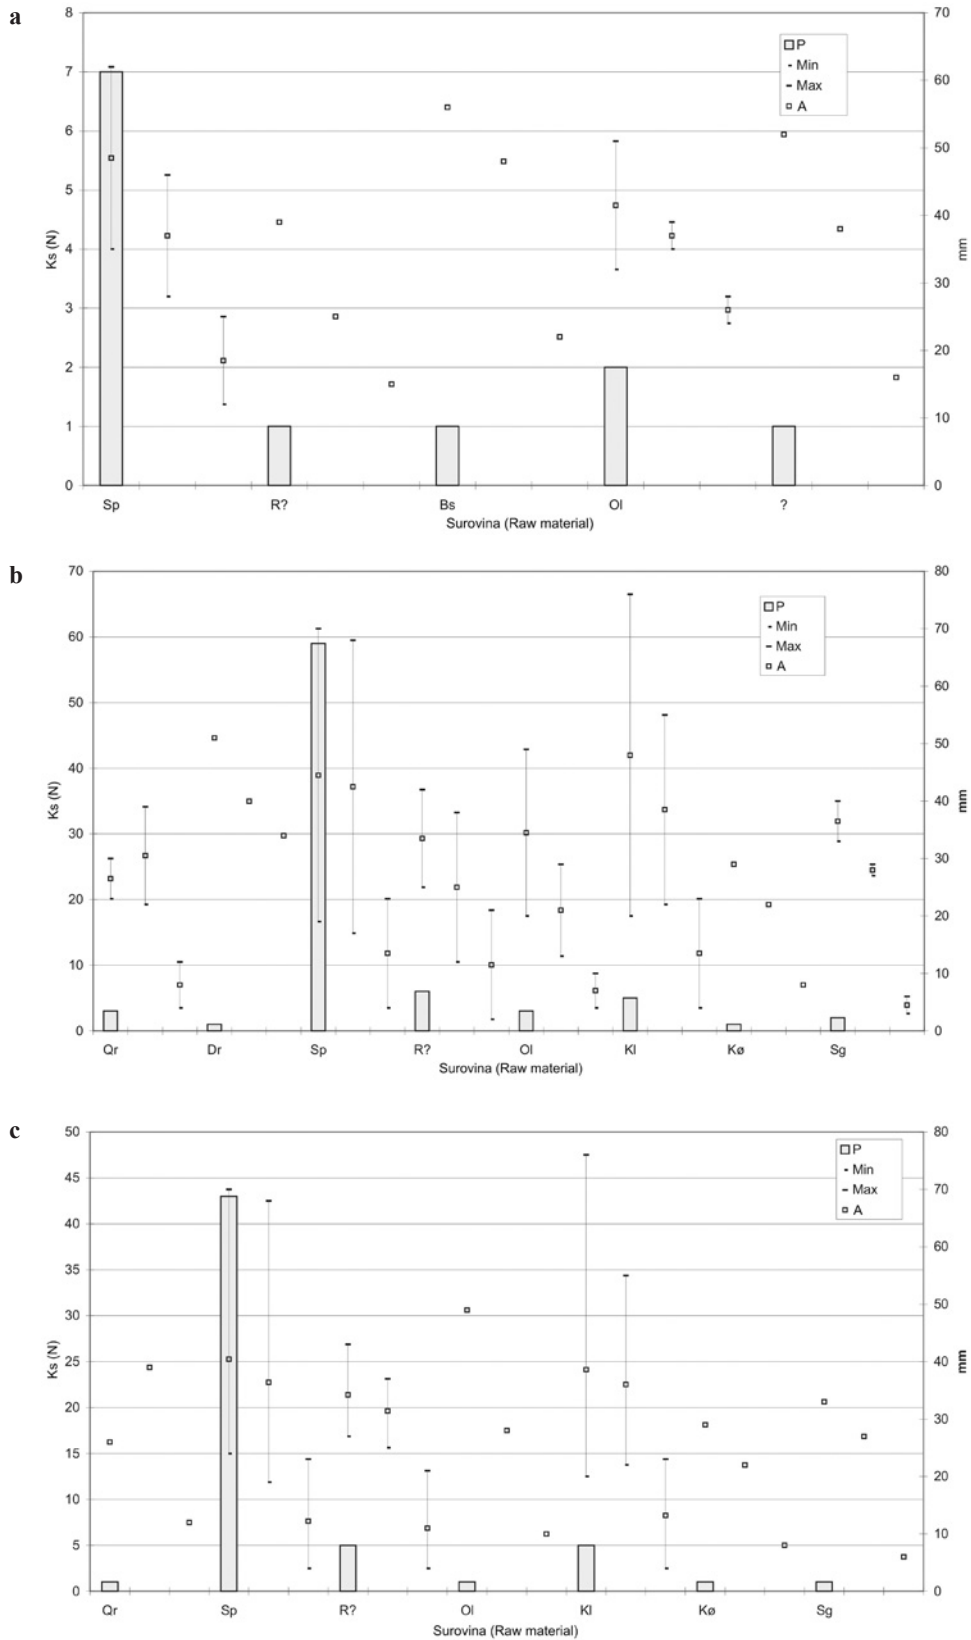 a
8
7
6
5
4
3
2
1
0
Ks (N)
70
60
50
40
30
20
10
0
mm
P
Min
Max
A
Sp R? Bs Ol ?
Surovina (Raw material)
b
70
60
50
40
30
20
10
0
Ks (N)
80
70
60
50
40
30
20
10
0
mm
P
Min
Max
A
Qr Dr Sp R? Ol Kl Kø Sg
Surovina (Raw material)
c
50
45
40
35
30
25
20
15
10
5
0
Ks (N)
80
70
60
50
40
30
20
10
0
mm
P
Min
Max
A
Qr Sp R? Ol Kl Kø Sg
Surovina (Raw material)